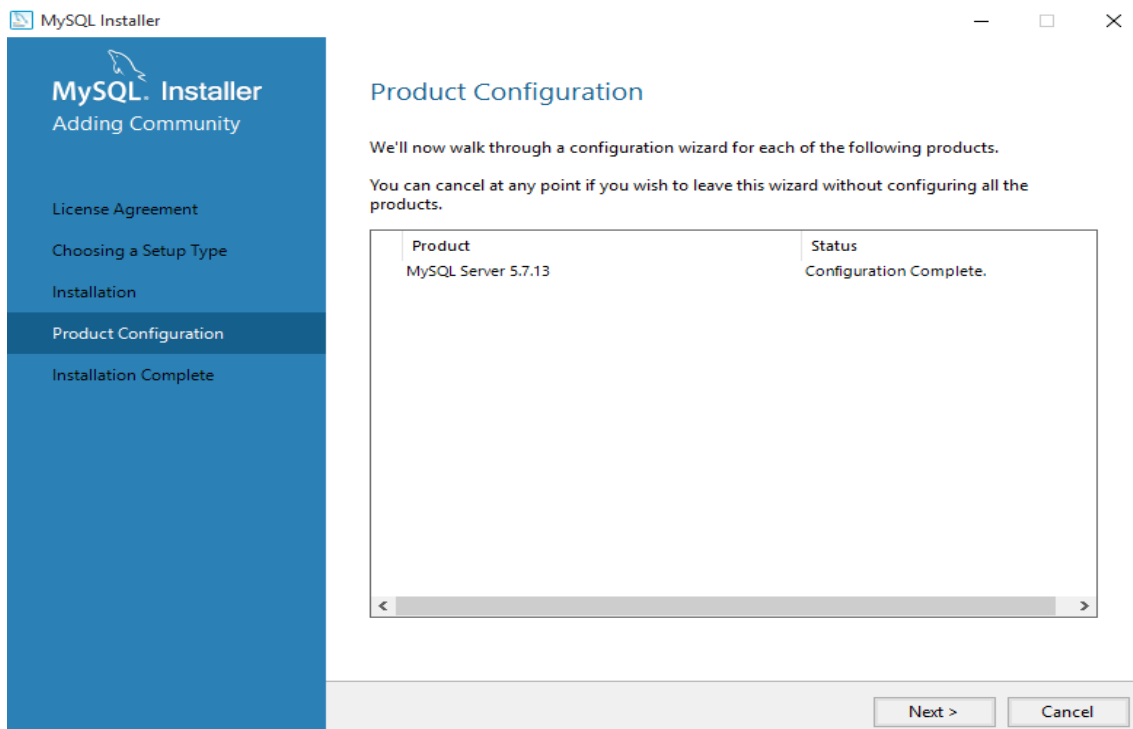 MySQL Installer
MySQL. Installer
Adding Community
License Agreement
Choosing a Setup Type
Installation
Product Configuration
Installation Complete
Product Configuration
We'll now walk through a configuration wizard for each of the following products.
You can cancel at any point if you wish to leave this wizard without configuring all the
products.
Product Status
MySQL Server 5.7.13 Configuration Complete.
Next > Cancel